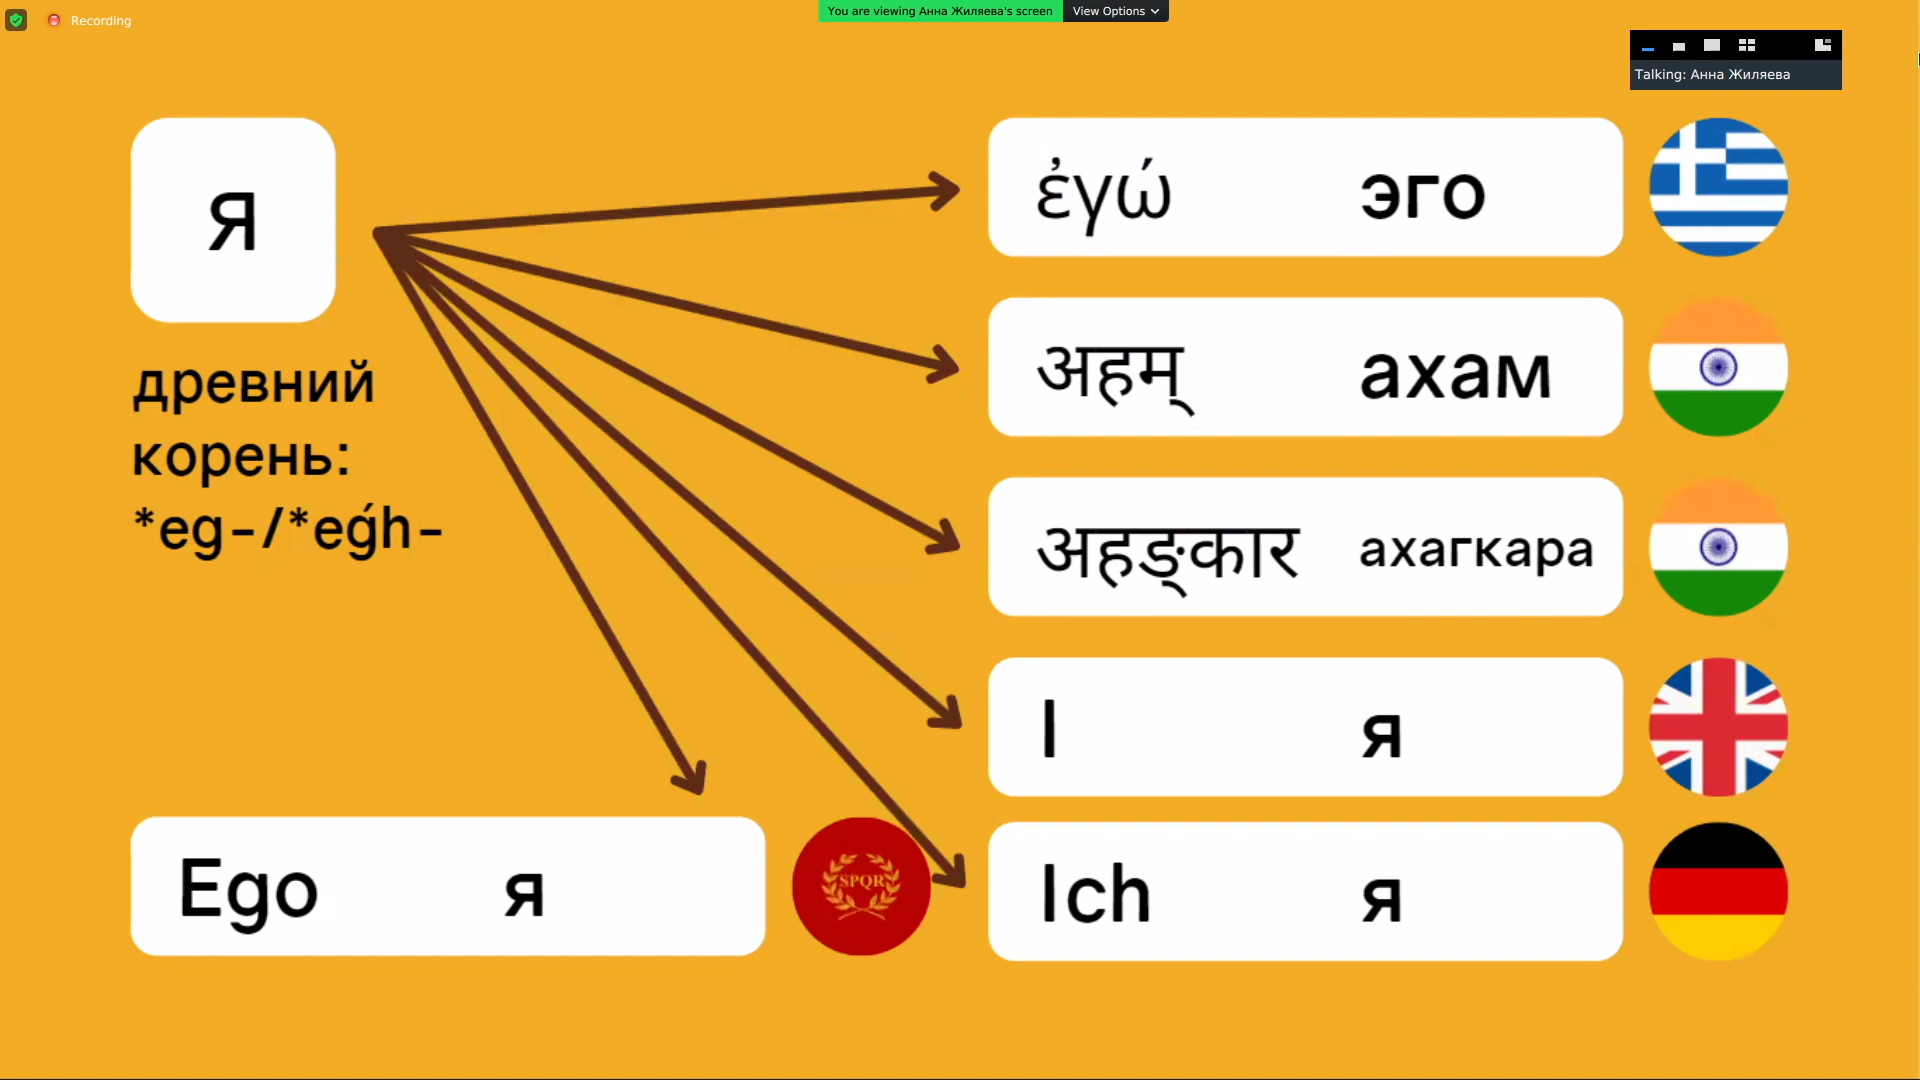 Recording
You are viewing Анна Жиляева's screen
View Options
Talking: Анна Жиляева
я
древний
корень:
*eg-/*eǵh-
ἐγώ эго
अहम् ахам
अहङ्कार ахагкара
I я
Ich я
Ego я
SPQR